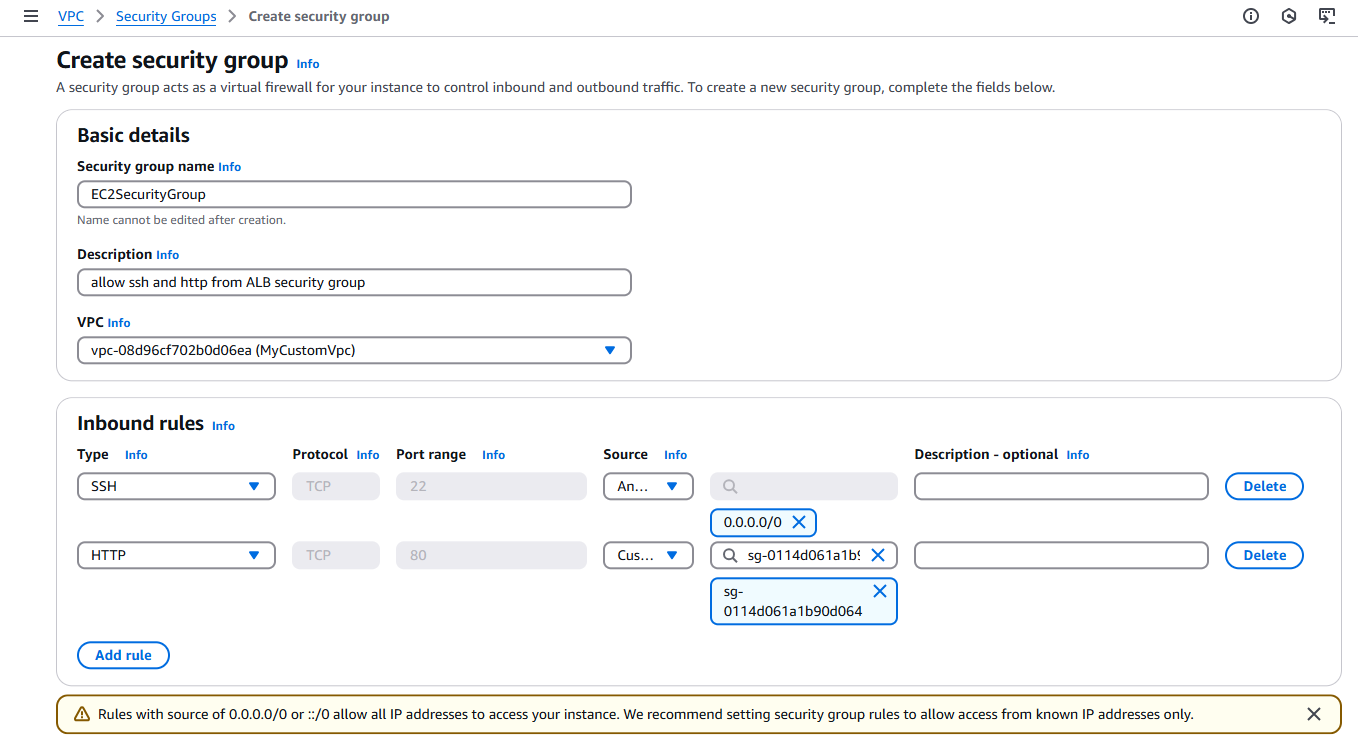 VPC > Security Groups > Create security group
Create security group Info
A security group acts as a virtual firewall for your instance to control inbound and outbound traffic. To create a new security group, complete the fields below.
Basic details
Security group name Info
EC2SecurityGroup
Name cannot be edited after creation.
Description Info
allow ssh and http from ALB security group
VPC Info
vpc-08d96cf702b0d06ea (MyCustomVpc)
Inbound rules Info
Type Info Protocol Info Port range Info Source Info Description - optional Info
SSH TCP 22 An... Delete
0.0.0.0/0
HTTP TCP 80 Cus... sg-0114d061a1b9 Delete
sg-
0114d061a1b90d064
Add rule
Rules with source of 0.0.0.0/0 or ::/0 allow all IP addresses to access your instance. We recommend setting security group rules to allow access from known IP addresses only.